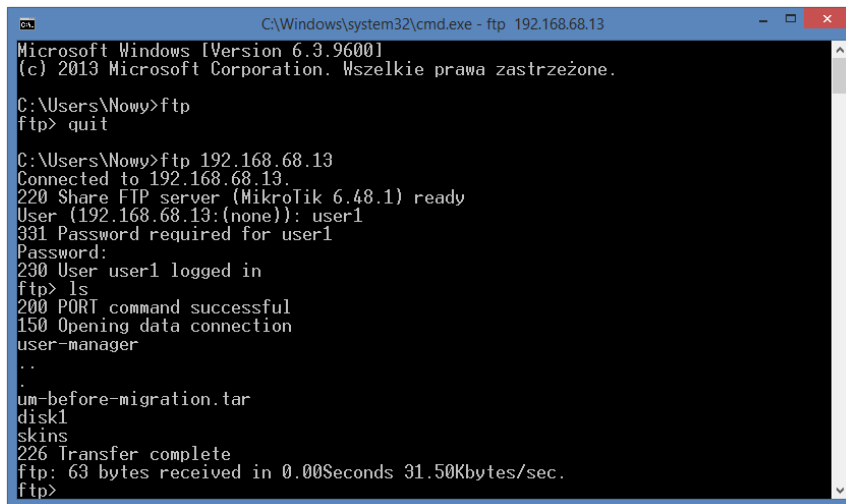 C:\Windows\system32\cmd.exe - ftp 192.168.68.13
Microsoft Windows [Version 6.3.9600]
(c) 2013 Microsoft Corporation. Wszelkie prawa zastrzeżone.
C:\Users\Nowy>ftp
ftp> quit
C:\Users\Nowy>ftp 192.168.68.13
Connected to 192.168.68.13.
220 Share FTP server (MikroTik 6.48.1) ready
User (192.168.68.13:(none)): user1
331 Password required for user1
Password:
230 User user1 logged in
ftp> ls
200 PORT command successful
150 Opening data connection
user-manager
..
.
um-before-migration.tar
disk1
skins
226 Transfer complete
ftp: 63 bytes received in 0.00Seconds 31.50Kbytes/sec.
ftp>